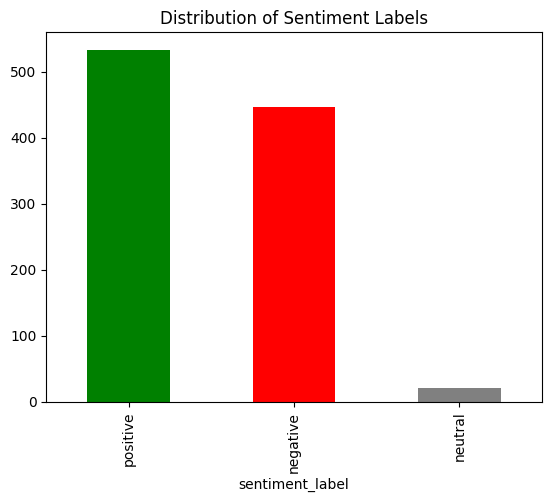 Distribution of Sentiment Labels
500
400
300
200
100
0
positive
negative
neutral
sentiment_label